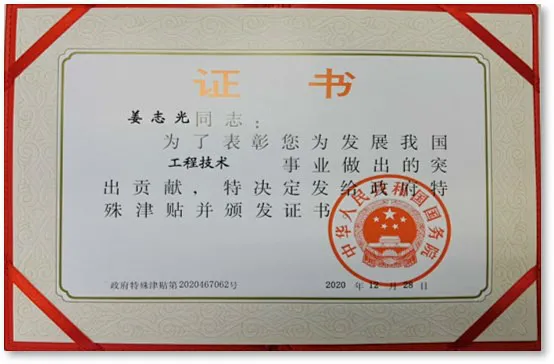 证 书
姜志光同志：
为了表彰您为发展我国
工程技术 事业做出的突
出贡献，特决定发给政府特
殊津贴并颁发证书
中华人民共和国国务院
政府特殊津贴第2020467062号
2020 年 12 月 28 日